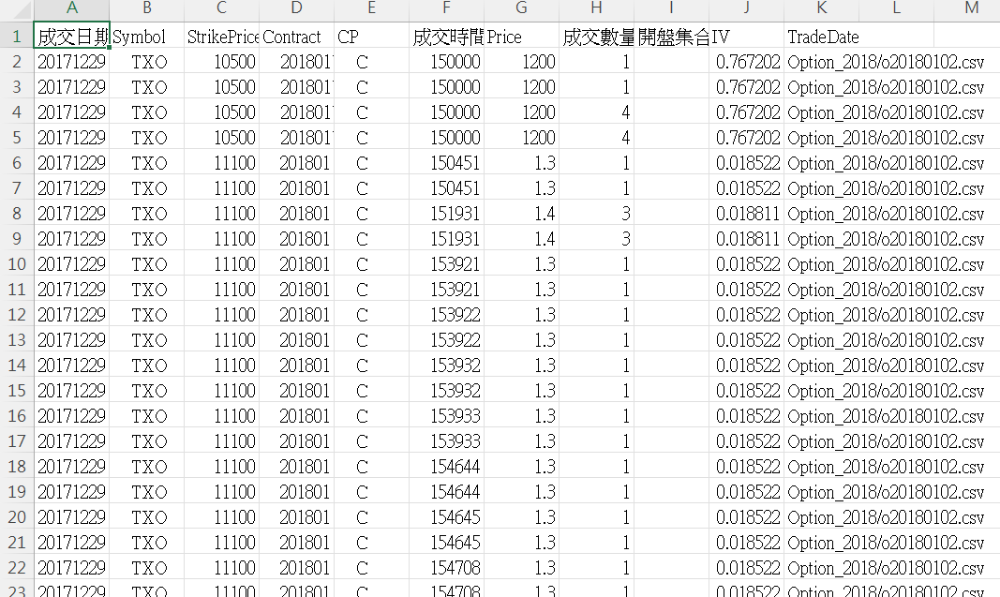 A B C D E F G H I J K L M
1 成交日期 Symbol StrikePrice Contract CP 成交時間 Price 成交數量 開盤集合 IV TradeDate
2 20171229 TXO 10500 201801 C 150000 1200 1 0.767202 Option_2018/o20180102.csv
3 20171229 TXO 10500 201801 C 150000 1200 1 0.767202 Option_2018/o20180102.csv
4 20171229 TXO 10500 201801 C 150000 1200 4 0.767202 Option_2018/o20180102.csv
5 20171229 TXO 10500 201801 C 150000 1200 4 0.767202 Option_2018/o20180102.csv
6 20171229 TXO 11100 201801 C 150451 1.3 1 0.018522 Option_2018/o20180102.csv
7 20171229 TXO 11100 201801 C 150451 1.3 1 0.018522 Option_2018/o20180102.csv
8 20171229 TXO 11100 201801 C 151931 1.4 3 0.018811 Option_2018/o20180102.csv
9 20171229 TXO 11100 201801 C 151931 1.4 3 0.018811 Option_2018/o20180102.csv
10 20171229 TXO 11100 201801 C 153921 1.3 1 0.018522 Option_2018/o20180102.csv
11 20171229 TXO 11100 201801 C 153921 1.3 1 0.018522 Option_2018/o20180102.csv
12 20171229 TXO 11100 201801 C 153922 1.3 1 0.018522 Option_2018/o20180102.csv
13 20171229 TXO 11100 201801 C 153922 1.3 1 0.018522 Option_2018/o20180102.csv
14 20171229 TXO 11100 201801 C 153932 1.3 1 0.018522 Option_2018/o20180102.csv
15 20171229 TXO 11100 201801 C 153932 1.3 1 0.018522 Option_2018/o20180102.csv
16 20171229 TXO 11100 201801 C 153933 1.3 1 0.018522 Option_2018/o20180102.csv
17 20171229 TXO 11100 201801 C 153933 1.3 1 0.018522 Option_2018/o20180102.csv
18 20171229 TXO 11100 201801 C 154644 1.3 1 0.018522 Option_2018/o20180102.csv
19 20171229 TXO 11100 201801 C 154644 1.3 1 0.018522 Option_2018/o20180102.csv
20 20171229 TXO 11100 201801 C 154645 1.3 1 0.018522 Option_2018/o20180102.csv
21 20171229 TXO 11100 201801 C 154645 1.3 1 0.018522 Option_2018/o20180102.csv
22 20171229 TXO 11100 201801 C 154708 1.3 1 0.018522 Option_2018/o20180102.csv
23 20171229 TXO 11100 201801 C 154708 1.3 1 0.018522 Option_2018/o20180102.csv